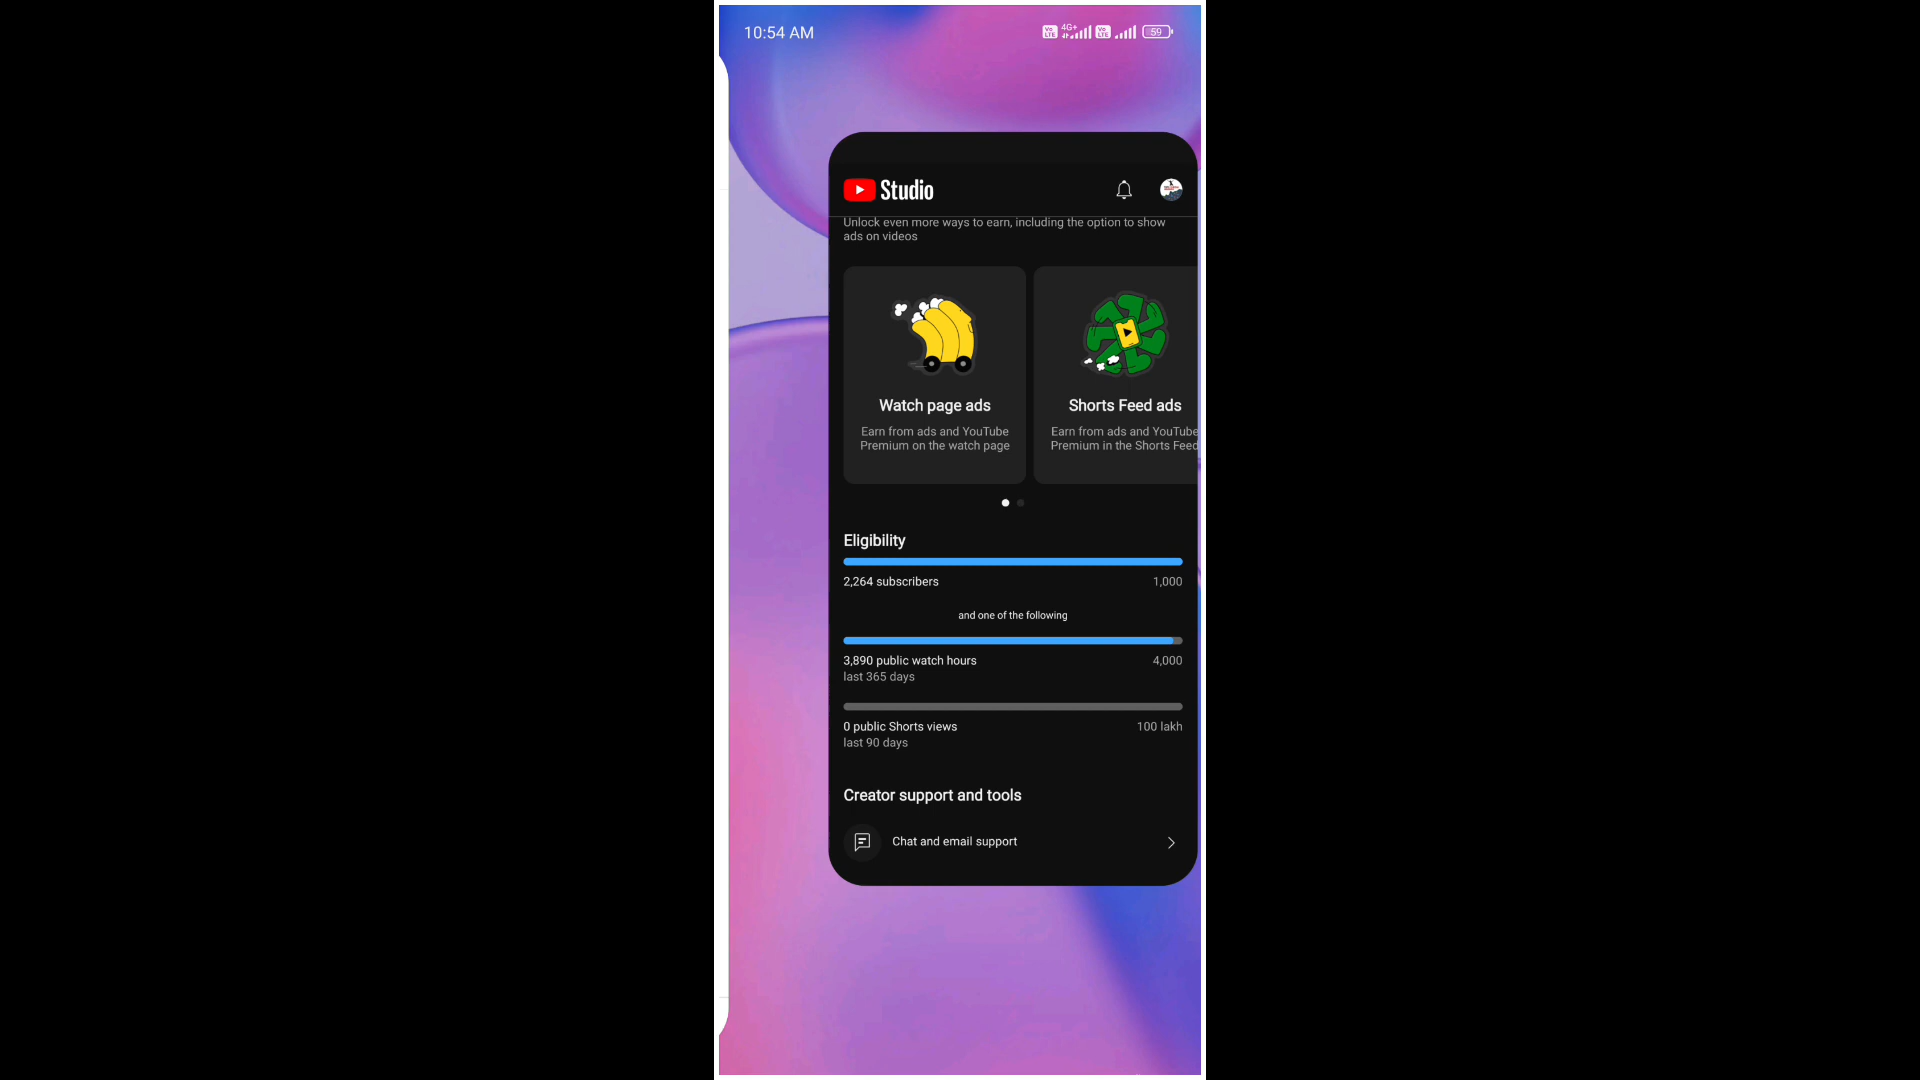 10:54 AM
4G+
59
Studio
Unlock even more ways to earn, including the option to show
ads on videos
Watch page ads
Earn from ads and YouTube
Premium on the watch page
Shorts Feed ads
Earn from ads and YouTube
Premium in the Shorts Feed
Eligibility
2,264 subscribers
1,000
and one of the following
3,890 public watch hours
4,000
last 365 days
0 public Shorts views
100 lakh
last 90 days
Creator support and tools
Chat and email support